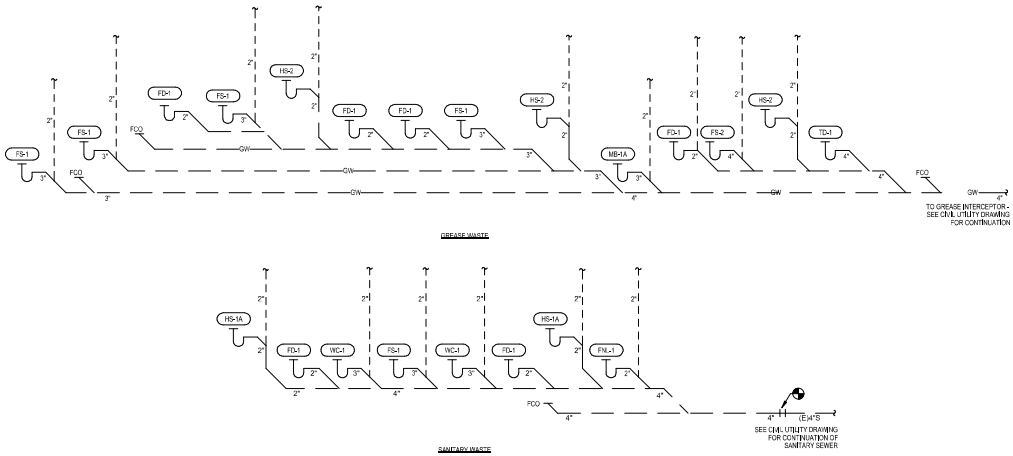 2"
2"
2"
HS-2
2"
2"
2"
2"
2"
FD-1
2"
FS-1
3"
2"
FD-1
2"
FD-1
2"
FS-1
3"
HS-2
2"
FD-1
2"
FS-2
4"
HS-2
2"
TD-1
4"
FS-1
3"
FCO
GW
3"
FS-1
3"
FCO
GW
3"
MB-1A
3"
4"
FCO
3"
GW
4"
GW
GW
4"
TO GREASE INTERCEPTOR -
SEE CIVIL UTILITY DRAWING
FOR CONTINUATION
GREASE WASTE
2"
2"
2"
2"
2"
2"
HS-1A
2"
FD-1
2"
WC-1
3"
FS-1
3"
WC-1
3"
FD-1
2"
HS-1A
2"
FNL-1
2"
2"
4"
4"
FCO
4"
4"
(E)4"S
SEE CIVIL UTILITY DRAWING
FOR CONTINUATION OF
SANITARY SEWER
SANITARY WASTE